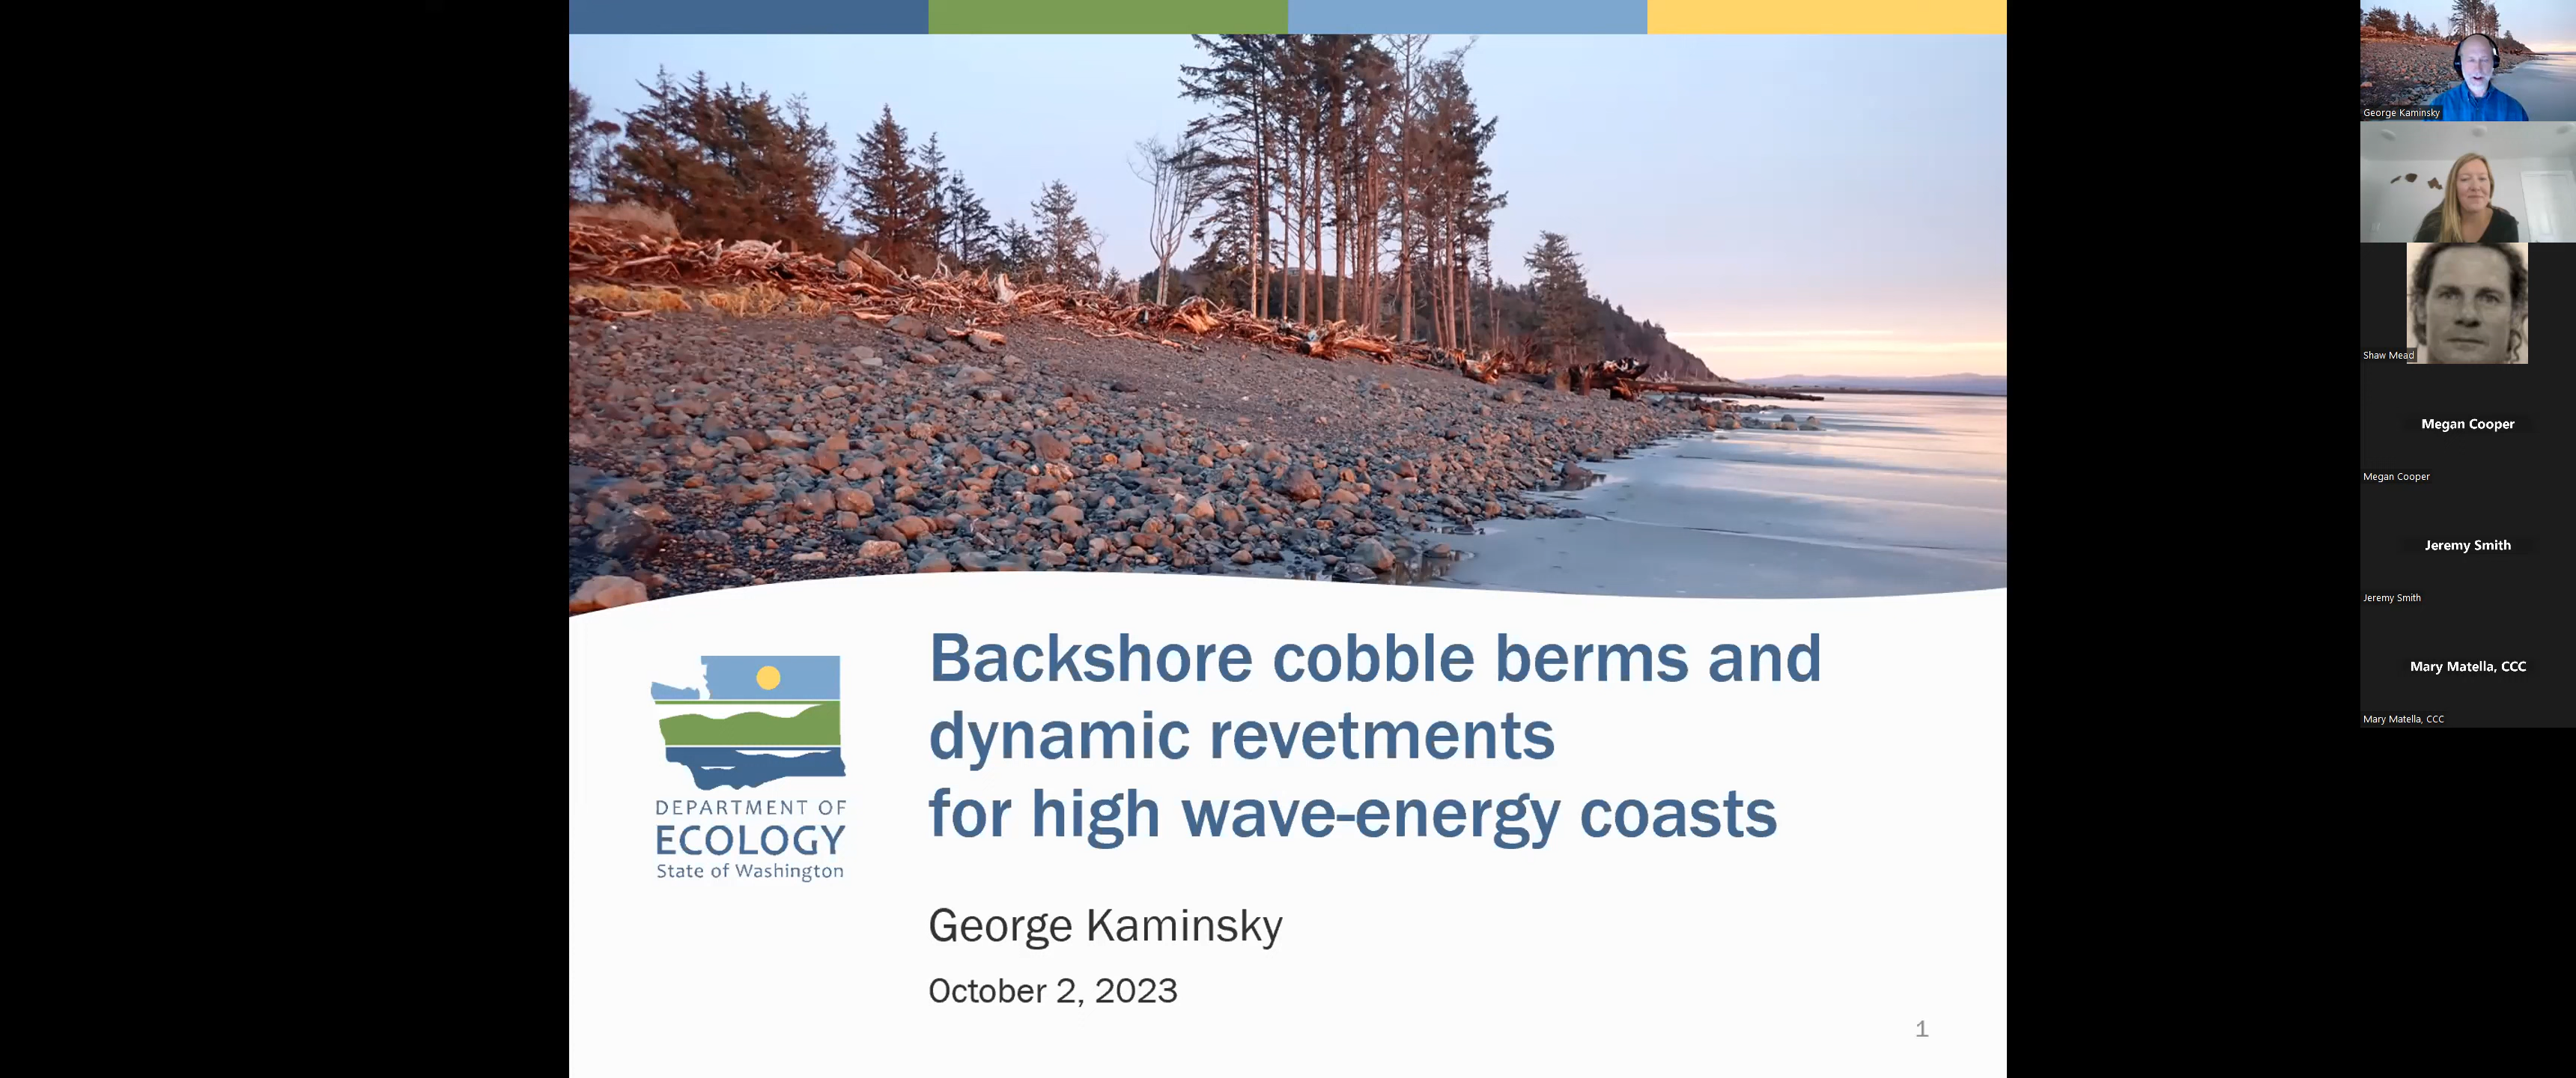 Backshore cobble berms and
dynamic revetments
for high wave-energy coasts
DEPARTMENT OF
ECOLOGY
State of Washington
George Kaminsky
October 2, 2023
1
George Kaminsky
Shaw Mead
Megan Cooper
Megan Cooper
Jeremy Smith
Jeremy Smith
Mary Matella, CCC
Mary Matella, CCC